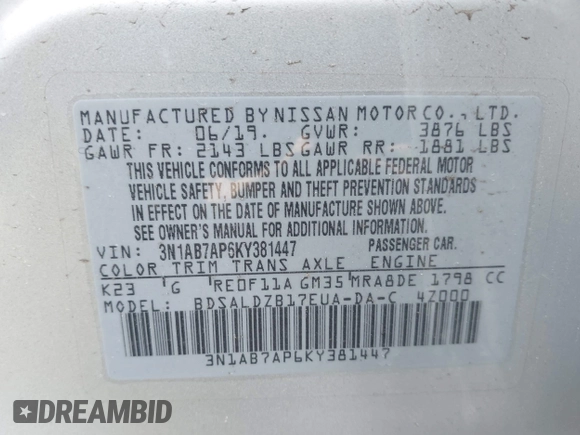 MANUFACTURED BY NISSAN MOTOR CO., LTD.
DATE: 06/19. GVWR: 3876 LBS
GAWR FR: 2143 LBS GAWR RR: 1881 LBS
THIS VEHICLE CONFORMS TO ALL APPLICABLE FEDERAL MOTOR
VEHICLE SAFETY, BUMPER AND THEFT PREVENTION STANDARDS
IN EFFECT ON THE DATE OF MANUFACTURE SHOWN ABOVE.
SEE OWNER'S MANUAL FOR ADDITIONAL INFORMATION.
VIN: 3N1AB7AP6KY381447 PASSENGER CAR.
COLOR TRIM TRANS AXLE ENGINE
K23 G RE0F11A GM35 MRA8DE 1798 CC
MODEL: BDSALDZB17EUA-DA-C 4Z000
3N1AB7AP6KY381447
DREAMBID